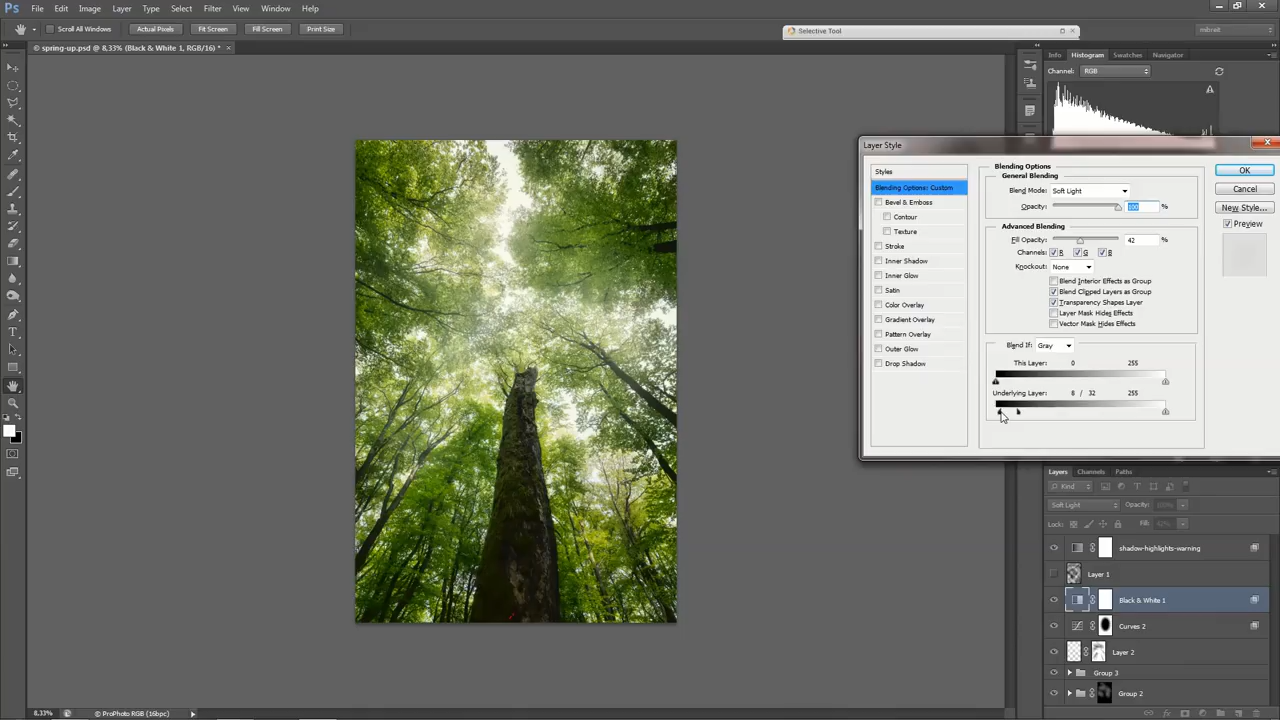 Ps File Edit Image Layer Type Select Filter View Window Help
Scroll All Windows Actual Pixels Fit Screen Fill Screen Print Size
Selective Tool
mibreit
© spring-up.psd @ 8,33% (Black & White 1, RGB/16) * ×
Info Histogram Swatches Navigator
Channel: RGB
Layer Style
Styles
Blending Options: Custom
Bevel & Emboss
Contour
Texture
Stroke
Inner Shadow
Inner Glow
Satin
Color Overlay
Gradient Overlay
Pattern Overlay
Outer Glow
Drop Shadow
Blending Options
General Blending
Blend Mode: Soft Light
Opacity: 100 %
Advanced Blending
Fill Opacity: 42 %
Channels: R G B
Knockout: None
Blend Interior Effects as Group
Blend Clipped Layers as Group
Transparency Shapes Layer
Layer Mask Hides Effects
Vector Mask Hides Effects
Blend If: Gray
This Layer: 0 255
Underlying Layer: 8 / 32 255
OK
Cancel
New Style...
Preview
Layers Channels Paths
Kind
Soft Light Opacity: 100%
Lock: Fill: 42%
shadow-highlights-warning
Layer 1
Black & White 1
Curves 2
Layer 2
Group 3
Group 2
8.33% © ProPhoto RGB (16bpc)